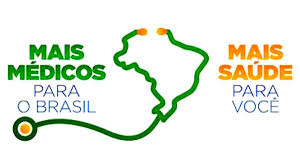 MAIS
MÉDICOS
PARA
O BRASIL
MAIS
SAÚDE
PARA
VOCÊ